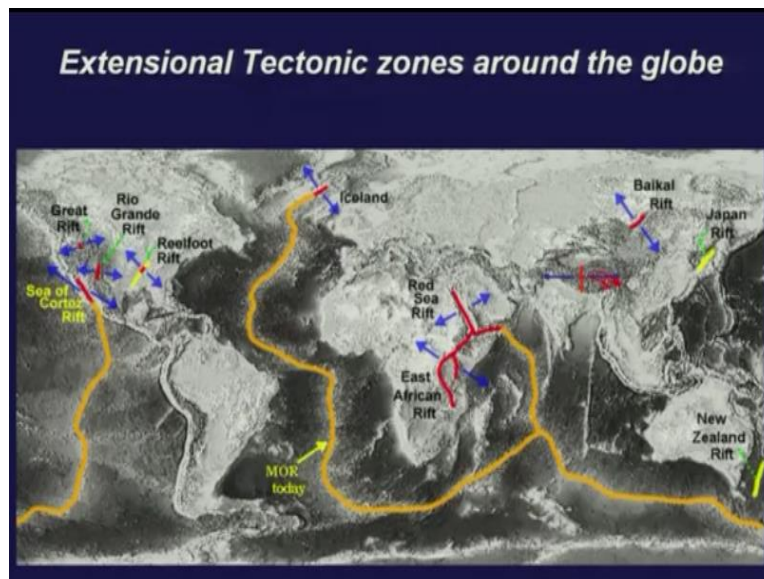 Extensional Tectonic zones around the globe
Great
Rift
Rio
Grande
Rift
Reelfoot
Rift
Sea of
Cortez
Rift
Iceland
Baikal
Rift
Japan
Rift
Red
Sea
Rift
East
African
Rift
MOR
today
New
Zealand
Rift